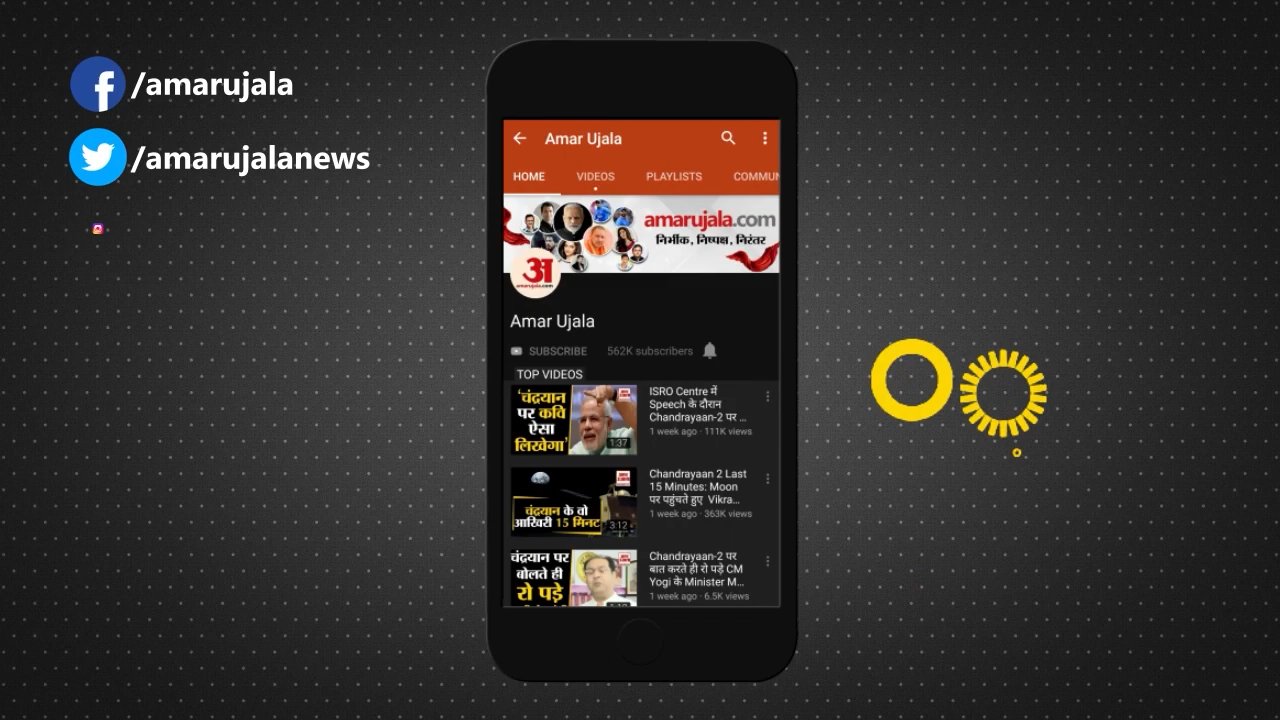 /amarujala
/amarujalanews
Amar Ujala
HOME VIDEOS PLAYLISTS COMMUN
amarujala.com
निर्भीक, निष्पक्ष, निरंतर
अ
amarujala.com
Amar Ujala
SUBSCRIBE 562K subscribers
TOP VIDEOS
'चंद्रयान
पर कवि
ऐसा
लिखेगा'
1:37
ISRO Centre में
Speech के दौरान
Chandrayaan-2 पर ...
1 week ago · 111K views
चंद्रयान के वो
आखिरी 15 मिनट
3:12
Chandrayaan 2 Last
15 Minutes: Moon
पर पहुंचते हुए Vikra...
1 week ago · 363K views
चंद्रयान पर
बोलते ही
रो पड़े
Chandrayaan-2 पर
बात करते ही रो पड़े CM
Yogi के Minister M...
1 week ago · 6.5K views